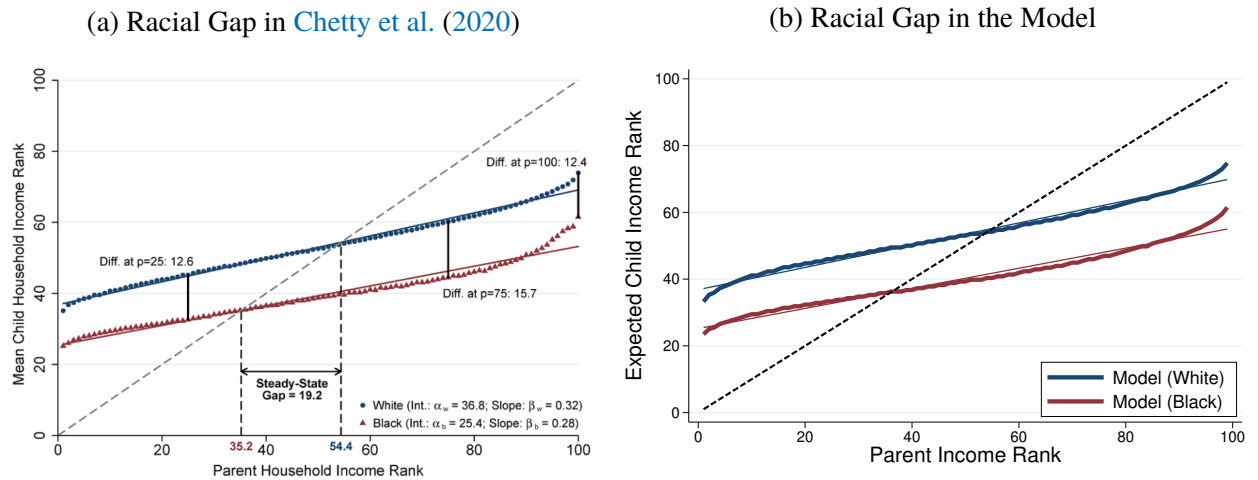 (a) Racial Gap in Chetty et al. (2020)
Mean Child Household Income Rank
100
80
60
40
20
0
Diff. at p=100: 12.4
Diff. at p=25: 12.6
Diff. at p=75: 15.7
Steady-State
Gap = 19.2
White (Int.: αw = 36.8; Slope: βw = 0.32)
Black (Int.: αb = 25.4; Slope: βb = 0.28)
0 20 35.2 40 54.4 60 80 100
Parent Household Income Rank
(b) Racial Gap in the Model
Expected Child Income Rank
100
80
60
40
20
0
Model (White)
Model (Black)
0 20 40 60 80 100
Parent Income Rank